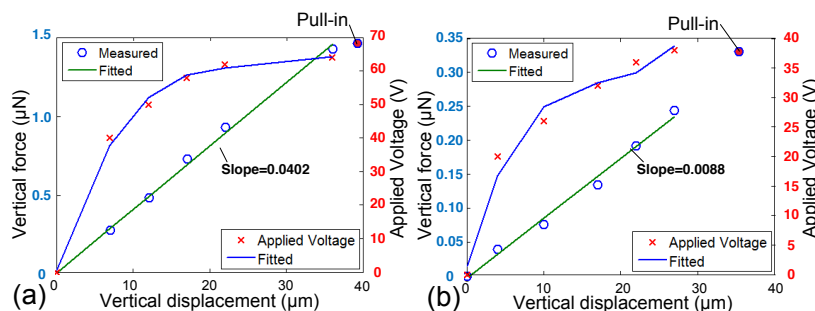 Pull-in
1.5
1.0
0.5
0
Vertical force (µN)
Measured
Fitted
Slope=0.0402
Applied Voltage
Fitted
70
60
50
40
30
20
10
0
Applied Voltage (V)
0
10
20
30
40
Vertical displacement (µm)
(a)
Pull-in
0.35
0.30
0.25
0.20
0.15
0.10
0.05
0
Vertical force (µN)
Measured
Fitted
Slope=0.0088
Applied Voltage
Fitted
40
35
30
25
20
15
10
5
0
Applied Voltage (V)
0
10
20
30
40
Vertical displacement (µm)
(b)